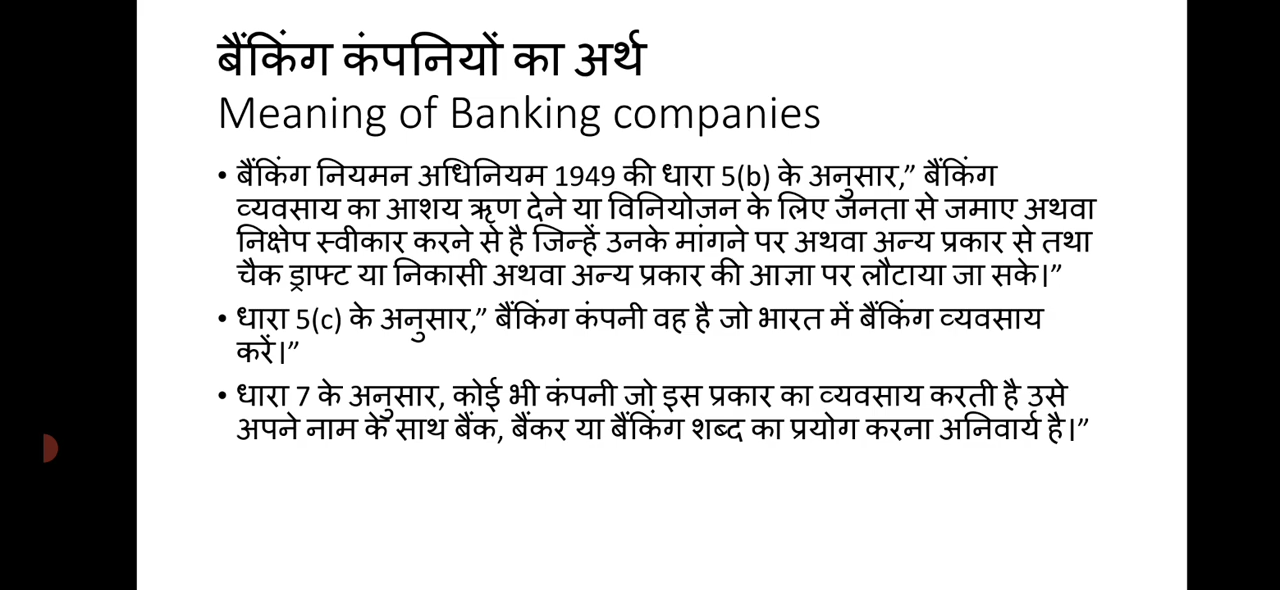 बैंकिंग कंपनियों का अर्थ
Meaning of Banking companies
• बैंकिंग नियमन अधिनियम 1949 की धारा 5(b) के अनुसार,” बैंकिंग
व्यवसाय का आशय ऋण देने या विनियोजन के लिए जनता से जमाए अथवा
निक्षेप स्वीकार करने से है जिन्हें उनके मांगने पर अथवा अन्य प्रकार से तथा
चैक ड्राफ्ट या निकासी अथवा अन्य प्रकार की आज्ञा पर लौटाया जा सके।”
• धारा 5(c) के अनुसार,” बैंकिंग कंपनी वह है जो भारत में बैंकिंग व्यवसाय
करें।”
• धारा 7 के अनुसार, कोई भी कंपनी जो इस प्रकार का व्यवसाय करती है उसे
अपने नाम के साथ बैंक, बैंकर या बैंकिंग शब्द का प्रयोग करना अनिवार्य है।”